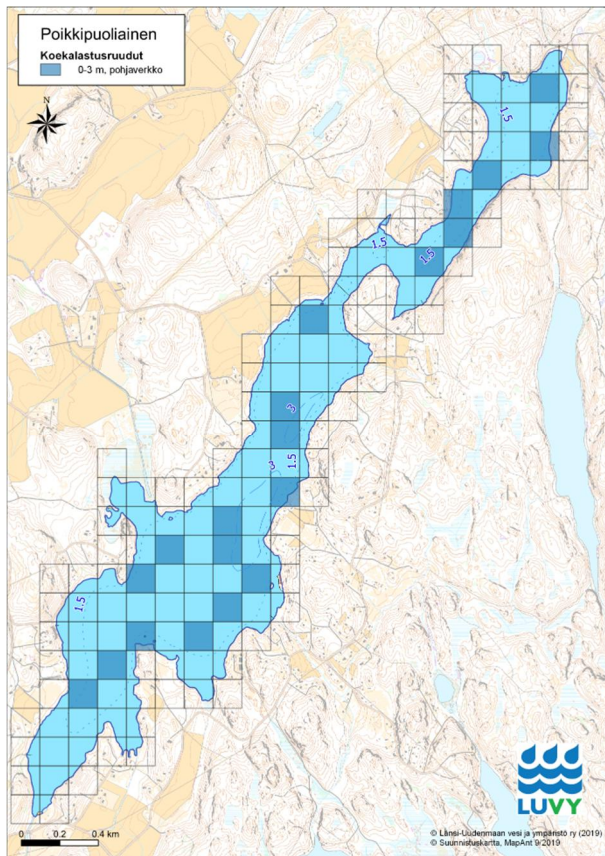 Poikkipuoliainen
Koekalastusruudut
0-3 m, pohjaverkko
N
1.5
1.5
1.5
3
3
1.5
1.5
0 0.2 0.4 km
LUVY
© Länsi-Uudenmaan vesi ja ympäristö ry (2019)
© Suunnistuskartta, MapAnt 9/2019